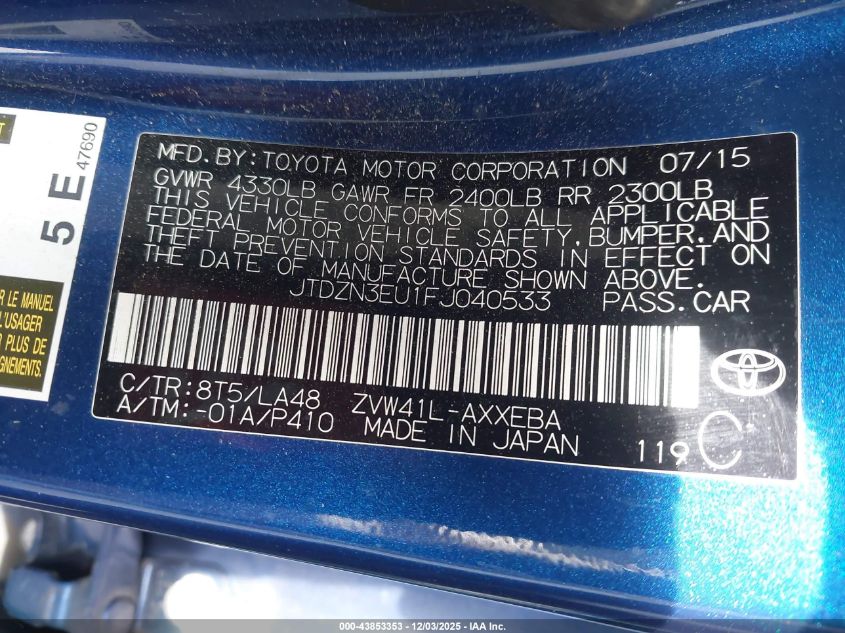 MFD.BY:TOYOTA MOTOR CORPORATION 07/15
GVWR 4330LB GAWR FR 2400LB RR 2300LB
THIS VEHICLE CONFORMS TO ALL APPLICABLE
FEDERAL MOTOR VEHICLE SAFETY,BUMPER,AND
THEFT PREVENTION STANDARDS IN EFFECT ON
THE DATE OF MANUFACTURE SHOWN ABOVE.
JTDZN3EU1FJ040533 PASS.CAR
C/TR:8T5/LA48 ZVW41L-AXXEBA
A/TM:-01A/P410 MADE IN JAPAN
119 C
5 E
47690
R LE MANUEL
L'USAGER
R PLUS DE
GNEMENTS.
000-43853353 - 12/03/2025 - IAA Inc.